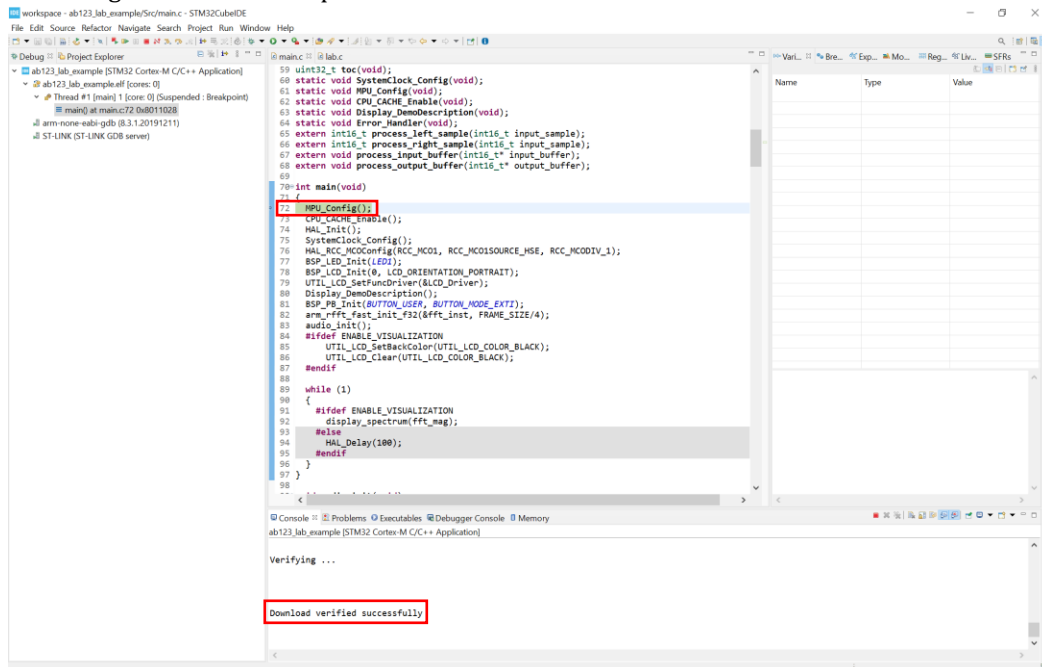 workspace - ab123_lab_example/Src/main.c - STM32CubeIDE
File Edit Source Refactor Navigate Search Project Run Window Help
Debug Project Explorer
ab123_lab_example [STM32 Cortex-M C/C++ Application]
ab123_lab_example.elf [cores: 0]
Thread #1 [main] 1 [core: 0] (Suspended : Breakpoint)
main() at main.c:72 0x8011028
arm-none-eabi-gdb (8.3.1.20191211)
ST-LINK (ST-LINK GDB server)
main.c lab.c
59 uint32_t toc(void);
60 static void SystemClock_Config(void);
61 static void MPU_Config(void);
62 static void CPU_CACHE_Enable(void);
63 static void Display_DemoDescription(void);
64 static void Error_Handler(void);
65 extern int16_t process_left_sample(int16_t input_sample);
66 extern int16_t process_right_sample(int16_t input_sample);
67 extern void process_input_buffer(int16_t* input_buffer);
68 extern void process_output_buffer(int16_t* output_buffer);
69
70 int main(void)
71 {
72 MPU_Config();
73 CPU_CACHE_Enable();
74 HAL_Init();
75 SystemClock_Config();
76 HAL_RCC_MCOConfig(RCC_MCO1, RCC_MCO1SOURCE_HSE, RCC_MCODIV_1);
77 BSP_LED_Init(LED1);
78 BSP_LCD_Init(0, LCD_ORIENTATION_PORTRAIT);
79 UTIL_LCD_SetFuncDriver(&LCD_Driver);
80 Display_DemoDescription();
81 BSP_PB_Init(BUTTON_USER, BUTTON_MODE_EXTI);
82 arm_rfft_fast_init_f32(&fft_inst, FRAME_SIZE/4);
83 audio_init();
84 #ifdef ENABLE_VISUALIZATION
85 UTIL_LCD_SetBackColor(UTIL_LCD_COLOR_BLACK);
86 UTIL_LCD_Clear(UTIL_LCD_COLOR_BLACK);
87 #endif
88
89 while (1)
90 {
91 #ifdef ENABLE_VISUALIZATION
92 display_spectrum(fft_mag);
93 #else
94 HAL_Delay(100);
95 #endif
96 }
97 }
98
Vari... Bre... Exp... Mo... Reg... Liv... SFRs
Name Type Value
Console Problems Executables Debugger Console Memory
ab123_lab_example [STM32 Cortex-M C/C++ Application]
Verifying ...
Download verified successfully